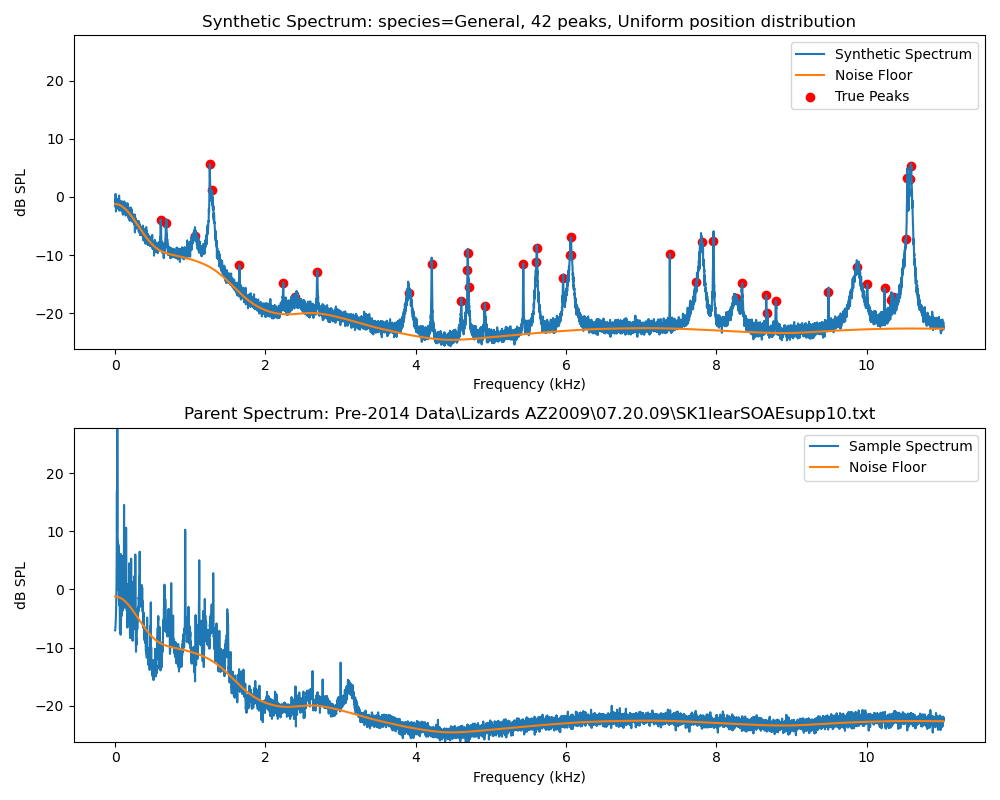 Synthetic Spectrum: species=General, 42 peaks, Uniform position distribution
20
10
0
−10
−20
dB SPL
Synthetic Spectrum
Noise Floor
True Peaks
0 2 4 6 8 10
Frequency (kHz)
Parent Spectrum: Pre-2014 Data\Lizards AZ2009\07.20.09\SK1learSOAEsupp10.txt
20
10
0
−10
−20
dB SPL
Sample Spectrum
Noise Floor
0 2 4 6 8 10
Frequency (kHz)